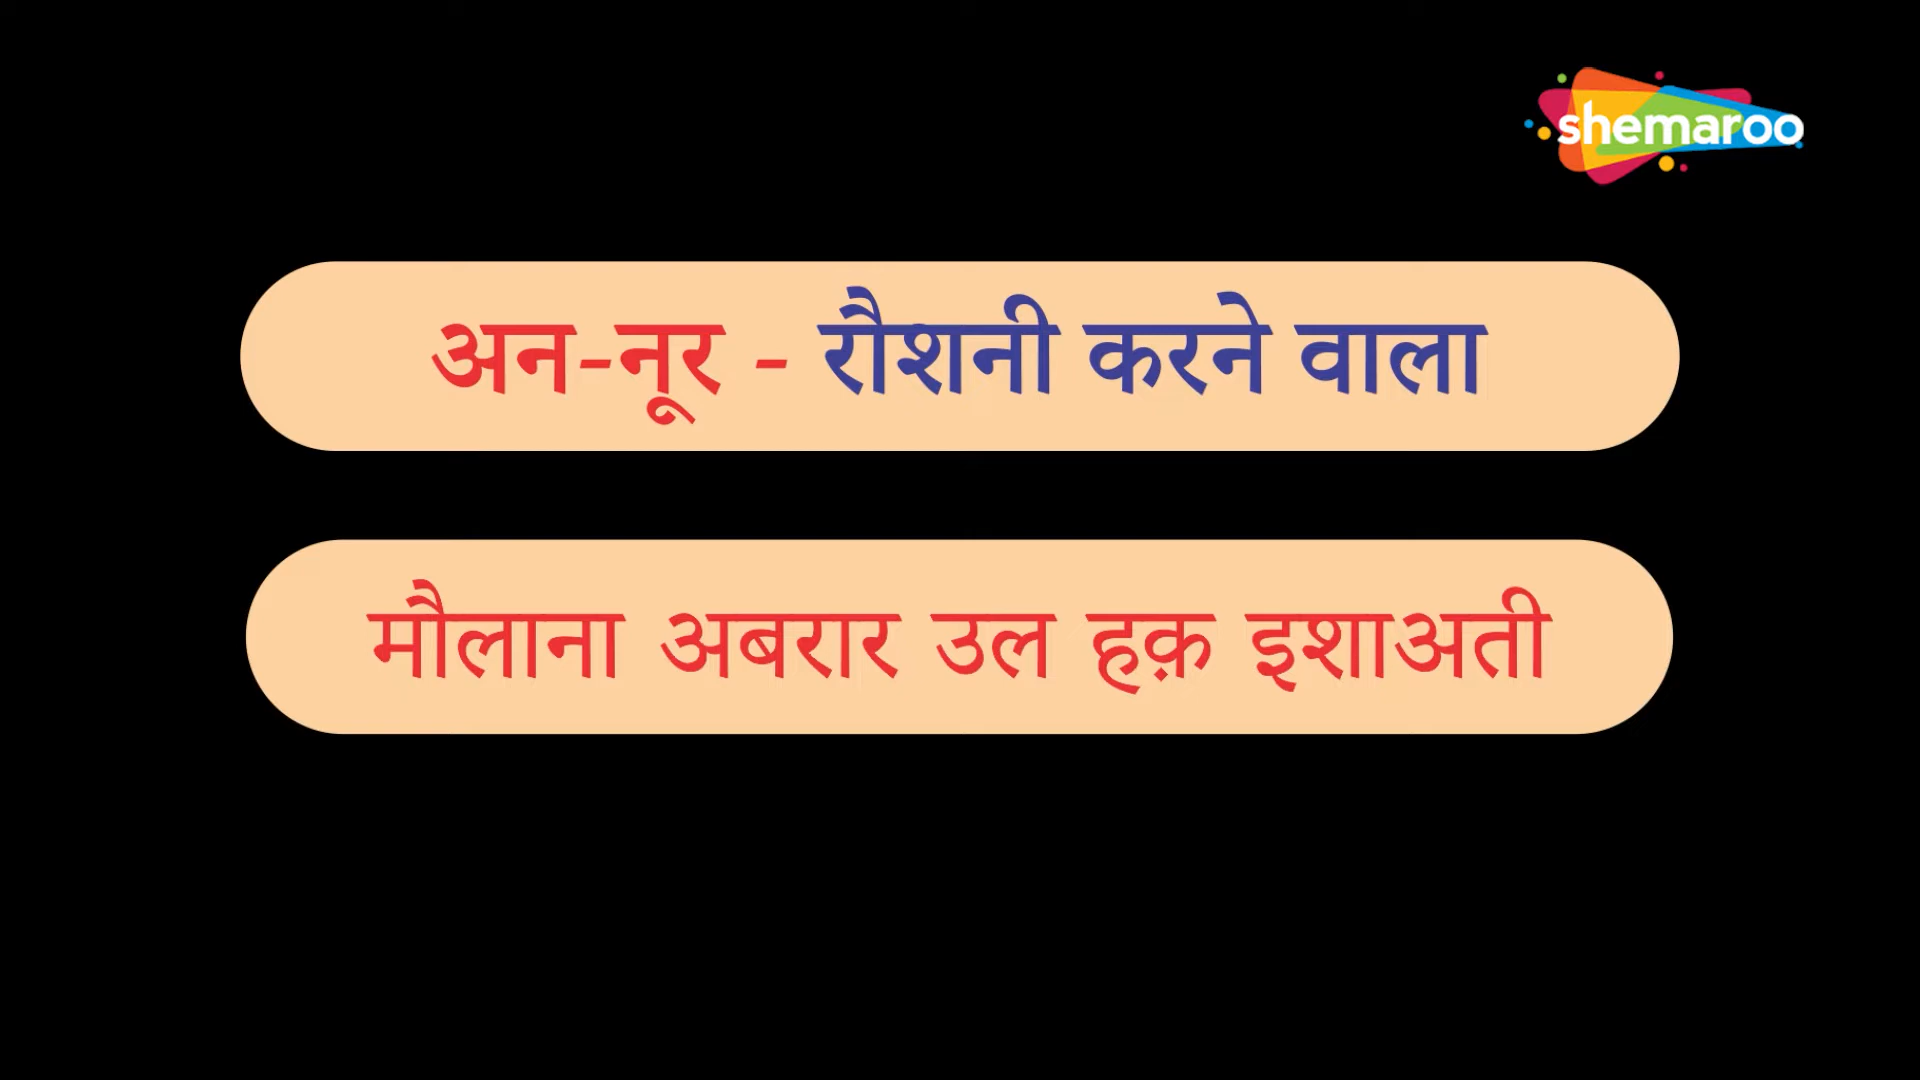 shemaroo
अन-नूर - रौशनी करने वाला
मौलाना अबरार उल हक़ इशाअती